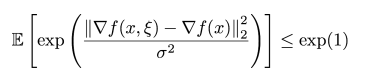 𝔼 [ exp ( ‖∇f(x, ξ) − ∇f(x)‖₂² / σ² ) ] ≤ exp(1)